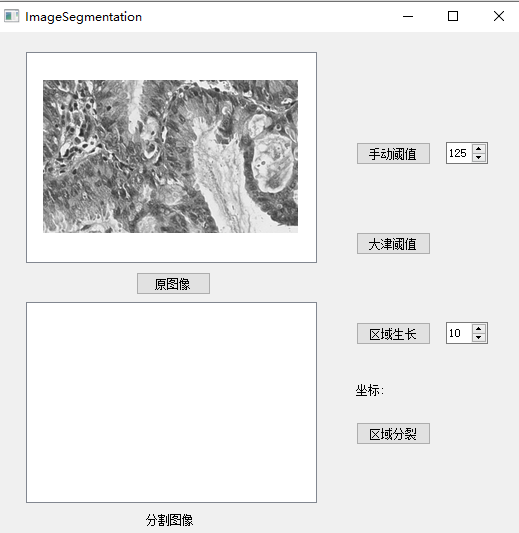 ImageSegmentation
手动阈值 125
大津阈值
原图像
区域生长 10
坐标:
区域分裂
分割图像